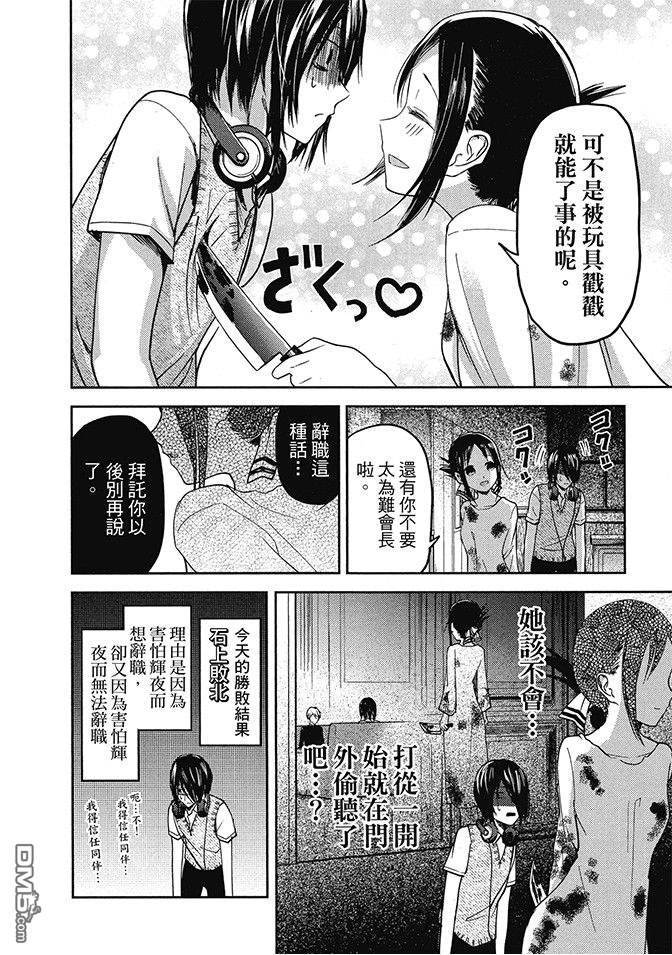 可不是被玩具戳戳
就能了事的呢。
ざくっ♡
コクコク
還有你不要
太為難會長
啦。
辭職這
種話…
拜託你以
後別再說
了。
她該不會…
打從一開
始就在門
外偷聽了
吧…？
今天的勝敗結果
石上敗北
理由是因為
害怕輝夜而
想辭職，
卻又因為害怕輝
夜而無法辭職
呃…不！
我得信任同伴…
我得信任同伴…
DM5.com